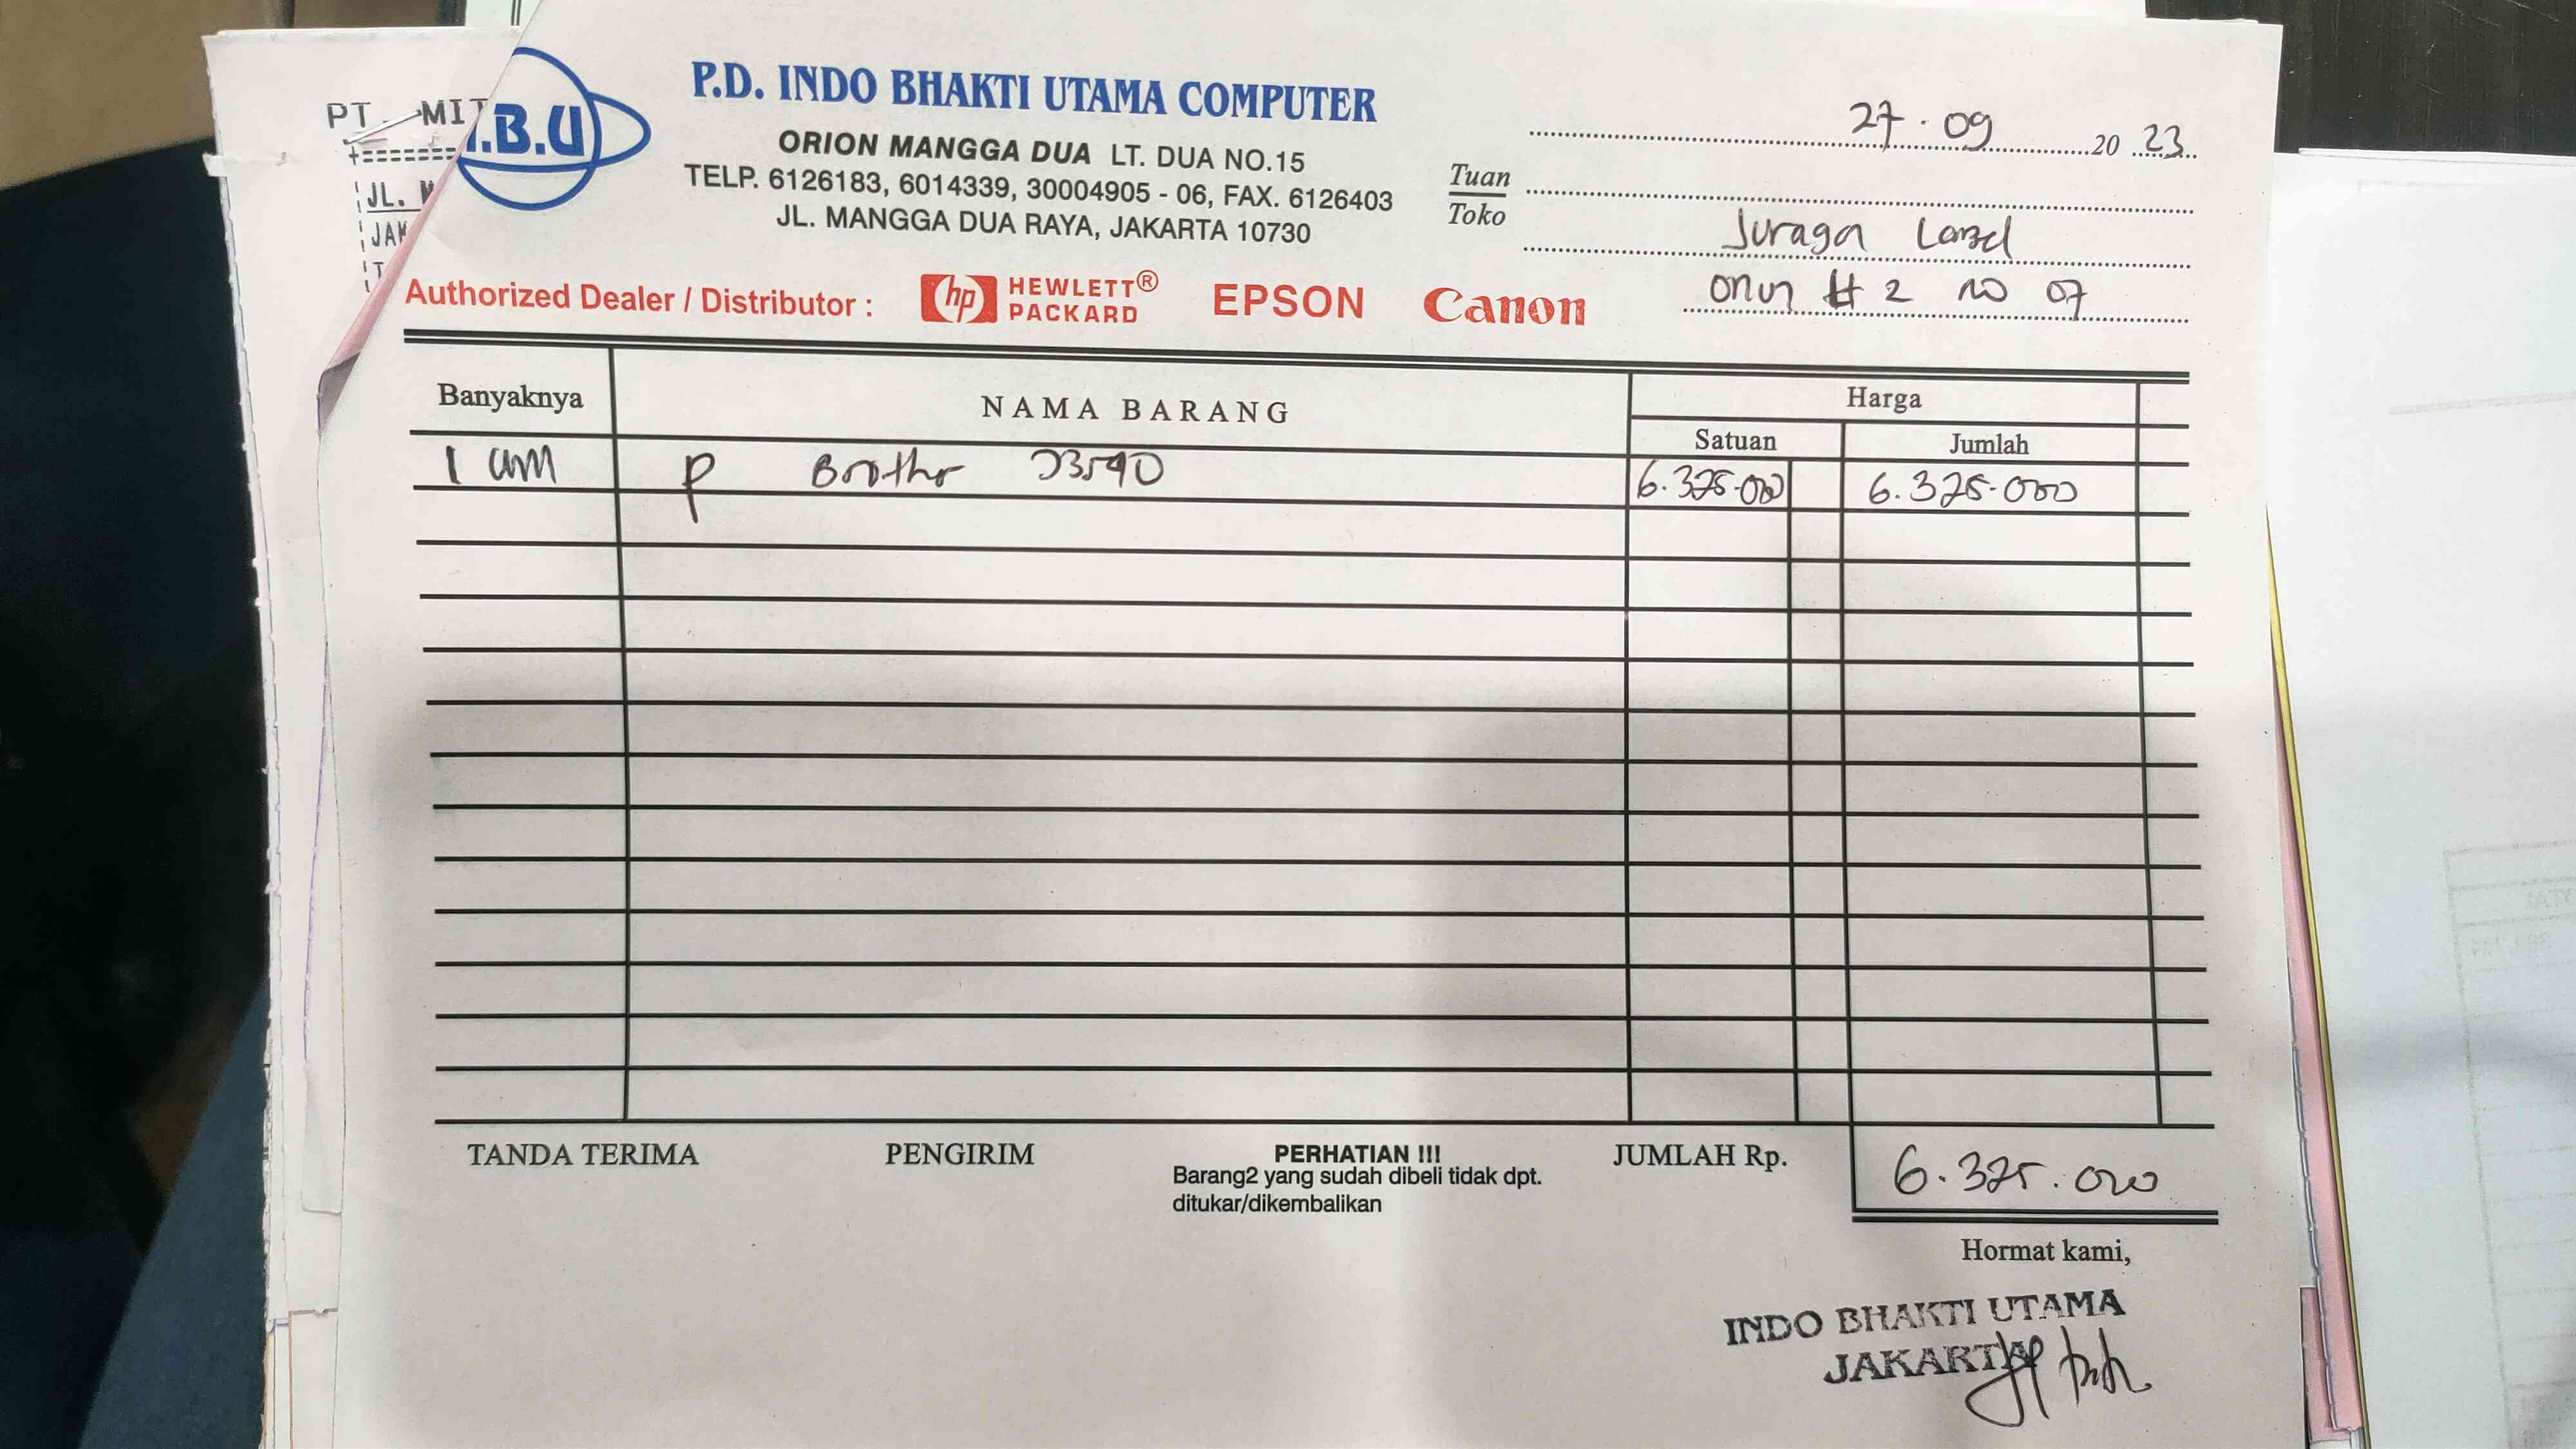 PT. MIT
+=======
JL. M
JAK
I.B.U
P.D. INDO BHAKTI UTAMA COMPUTER
ORION MANGGA DUA LT. DUA NO.15
TELP. 6126183, 6014339, 30004905 - 06, FAX. 6126403
JL. MANGGA DUA RAYA, JAKARTA 10730
27 . 09 20 23
Tuan
Toko
Juragan
# 2 no 07
Authorized Dealer / Distributor : hp HEWLETT® PACKARD EPSON Canon
Banyaknya NAMA BARANG Harga
Satuan Jumlah
1 P Brother J3540 6.325.000 6.325.000
TANDA TERIMA PENGIRIM PERHATIAN !!! JUMLAH Rp. 6.325.000
Barang2 yang sudah dibeli tidak dpt.
ditukar/dikembalikan
Hormat kami,
INDO BHAKTI UTAMA
JAKARTA